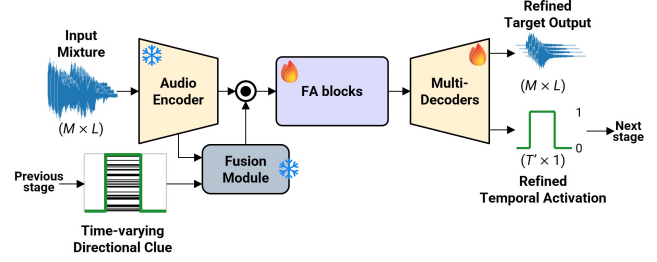 Input
Mixture
(M × L)
Audio
Encoder
FA blocks
Multi-
Decoders
Refined
Target Output
(M × L)
1
0
(T' × 1)
Next
stage
Refined
Temporal Activation
Fusion
Module
Previous
stage
Time-varying
Directional Clue